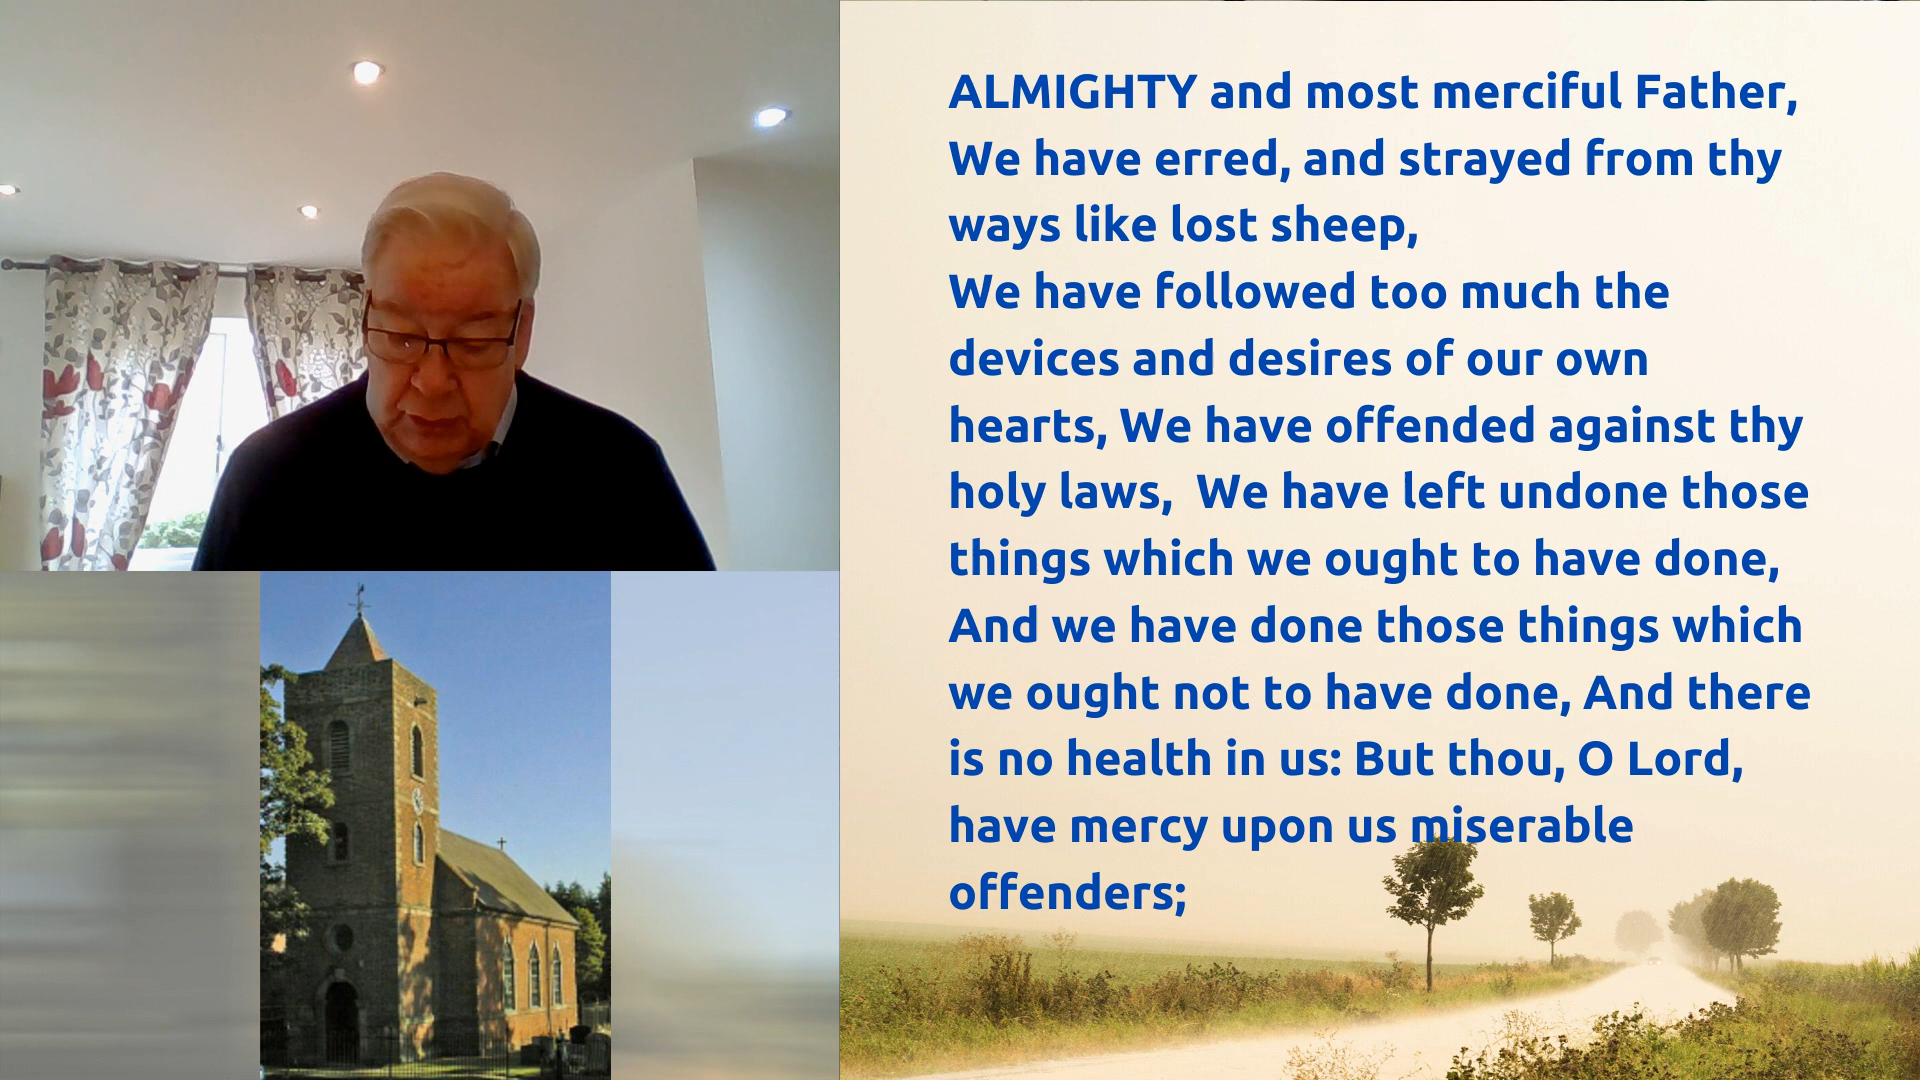 ALMIGHTY and most merciful Father,
We have erred, and strayed from thy
ways like lost sheep,
We have followed too much the
devices and desires of our own
hearts, We have offended against thy
holy laws,  We have left undone those
things which we ought to have done,
And we have done those things which
we ought not to have done, And there
is no health in us: But thou, O Lord,
have mercy upon us miserable
offenders;